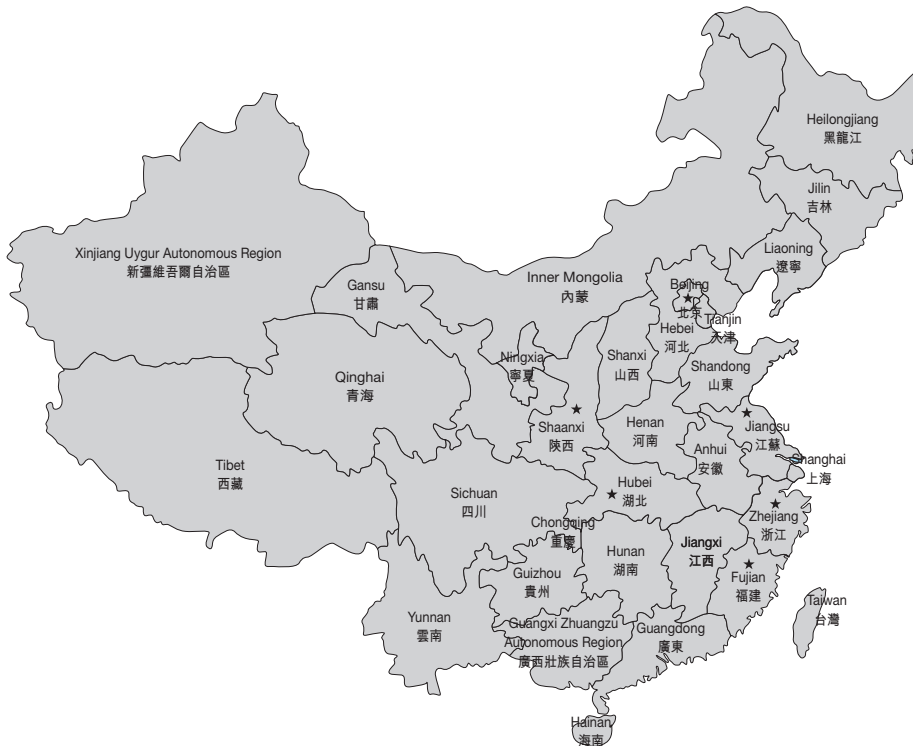 Heilongjiang
黑龍江
Jilin
吉林
Liaoning
遼寧
Xinjiang Uygur Autonomous Region
新彊維吾爾自治區
Gansu
甘肅
Inner Mongolia
內蒙
Beijing
北京
Tianjin
天津
Hebei
河北
Ningxia
寧夏
Shanxi
山西
Shandong
山東
Qinghai
青海
Shaanxi
陝西
Henan
河南
Jiangsu
江蘇
Anhui
安徽
Shanghai
上海
Tibet
西藏
Sichuan
四川
Hubei
湖北
Chongqing
重慶
Zhejiang
浙江
Hunan
湖南
Jiangxi
江西
Guizhou
貴州
Fujian
福建
Yunnan
雲南
Guangxi Zhuangzu
Autonomous Region
廣西壯族自治區
Guangdong
廣東
Taiwan
台灣
Hainan
海南